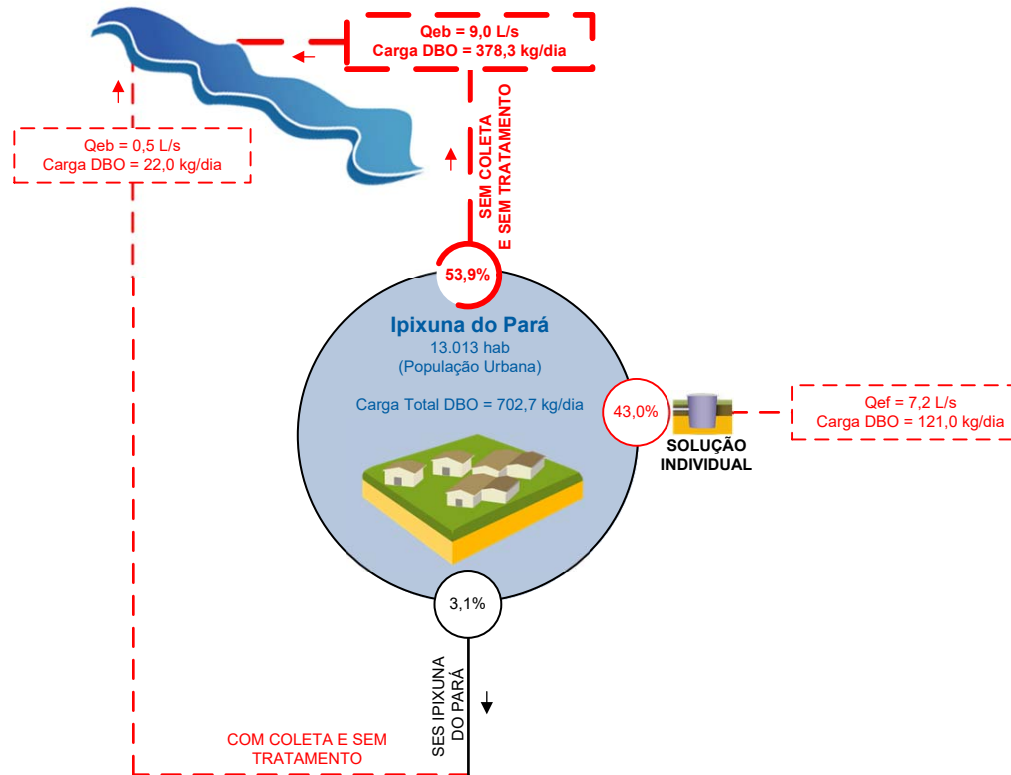 Qeb = 9,0 L/s
Carga DBO = 378,3 kg/dia
Qeb = 0,5 L/s
Carga DBO = 22,0 kg/dia
SEM COLETA
E SEM TRATAMENTO
53,9%
Ipixuna do Pará
13.013 hab
(População Urbana)
Carga Total DBO = 702,7 kg/dia
43,0%
SOLUÇÃO
INDIVIDUAL
Qef = 7,2 L/s
Carga DBO = 121,0 kg/dia
3,1%
SES IPIXUNA
DO PARÁ
COM COLETA E SEM
TRATAMENTO